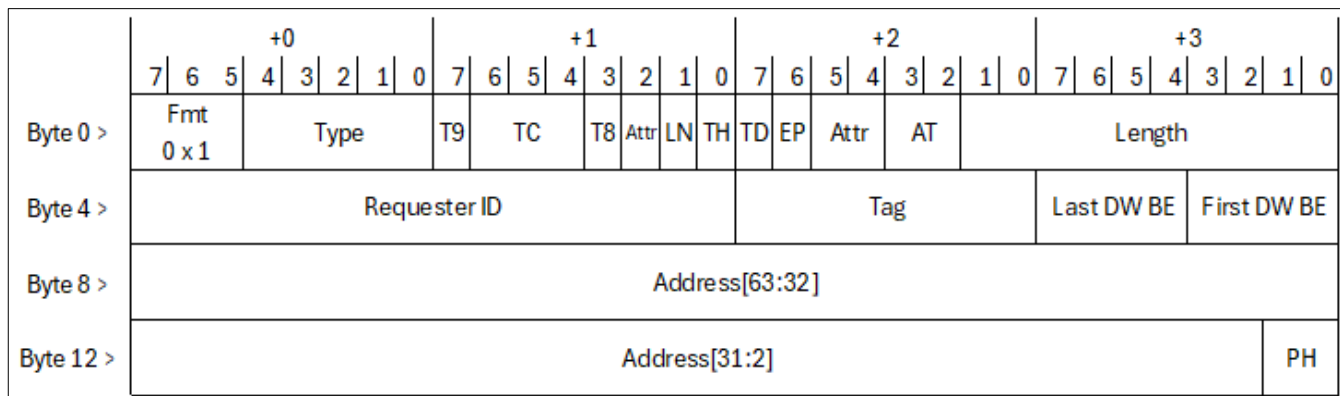 +0 +1 +2 +3
7 6 5 4 3 2 1 0 7 6 5 4 3 2 1 0 7 6 5 4 3 2 1 0 7 6 5 4 3 2 1 0
Byte 0 > Fmt 0 x 1 Type T9 TC T8 Attr LN TH TD EP Attr AT Length
Byte 4 > Requester ID Tag Last DW BE First DW BE
Byte 8 > Address[63:32]
Byte 12 > Address[31:2] PH